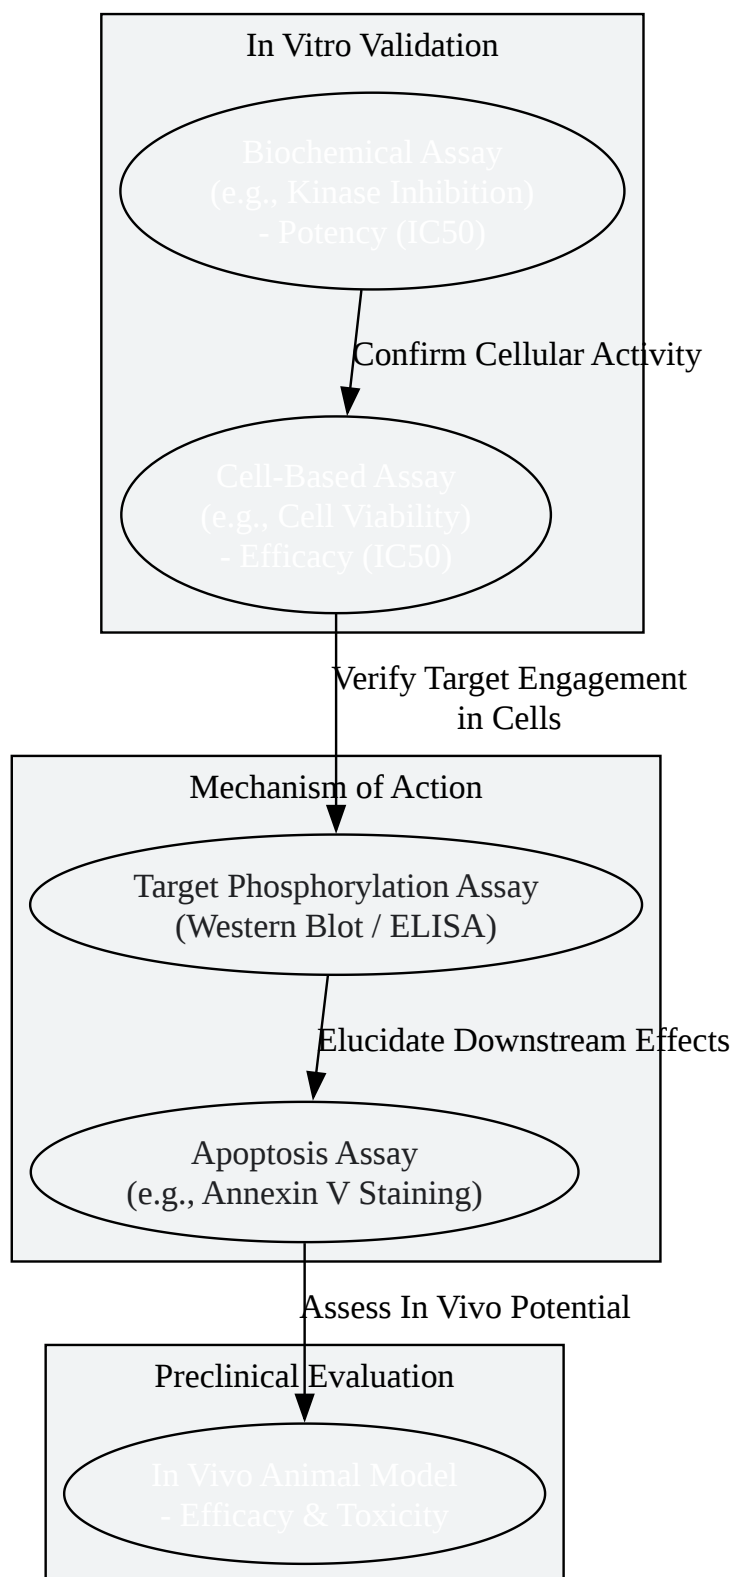 In Vitro Validation
Biochemical Assay
(e.g., Kinase Inhibition)
- Potency (IC50)
Confirm Cellular Activity
Cell-Based Assay
(e.g., Cell Viability)
- Efficacy (IC50)
Verify Target Engagement
in Cells
Mechanism of Action
Target Phosphorylation Assay
(Western Blot / ELISA)
Elucidate Downstream Effects
Apoptosis Assay
(e.g., Annexin V Staining)
Assess In Vivo Potential
Preclinical Evaluation
In Vivo Animal Model
- Efficacy & Toxicity